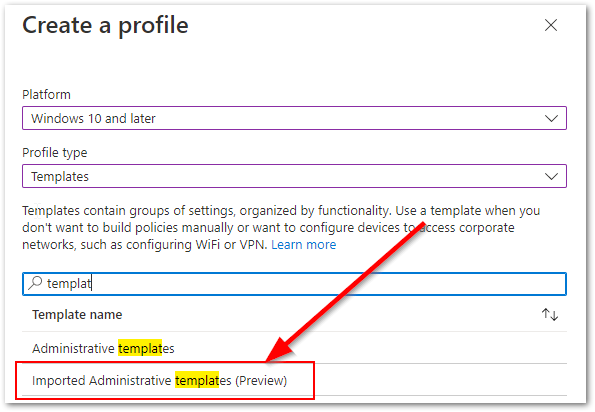 Create a profile
Platform
Windows 10 and later
Profile type
Templates
Templates contain groups of settings, organized by functionality. Use a template when you
don't want to build policies manually or want to configure devices to access corporate
networks, such as configuring WiFi or VPN. Learn more
templat
Template name
Administrative templates
Imported Administrative templates (Preview)